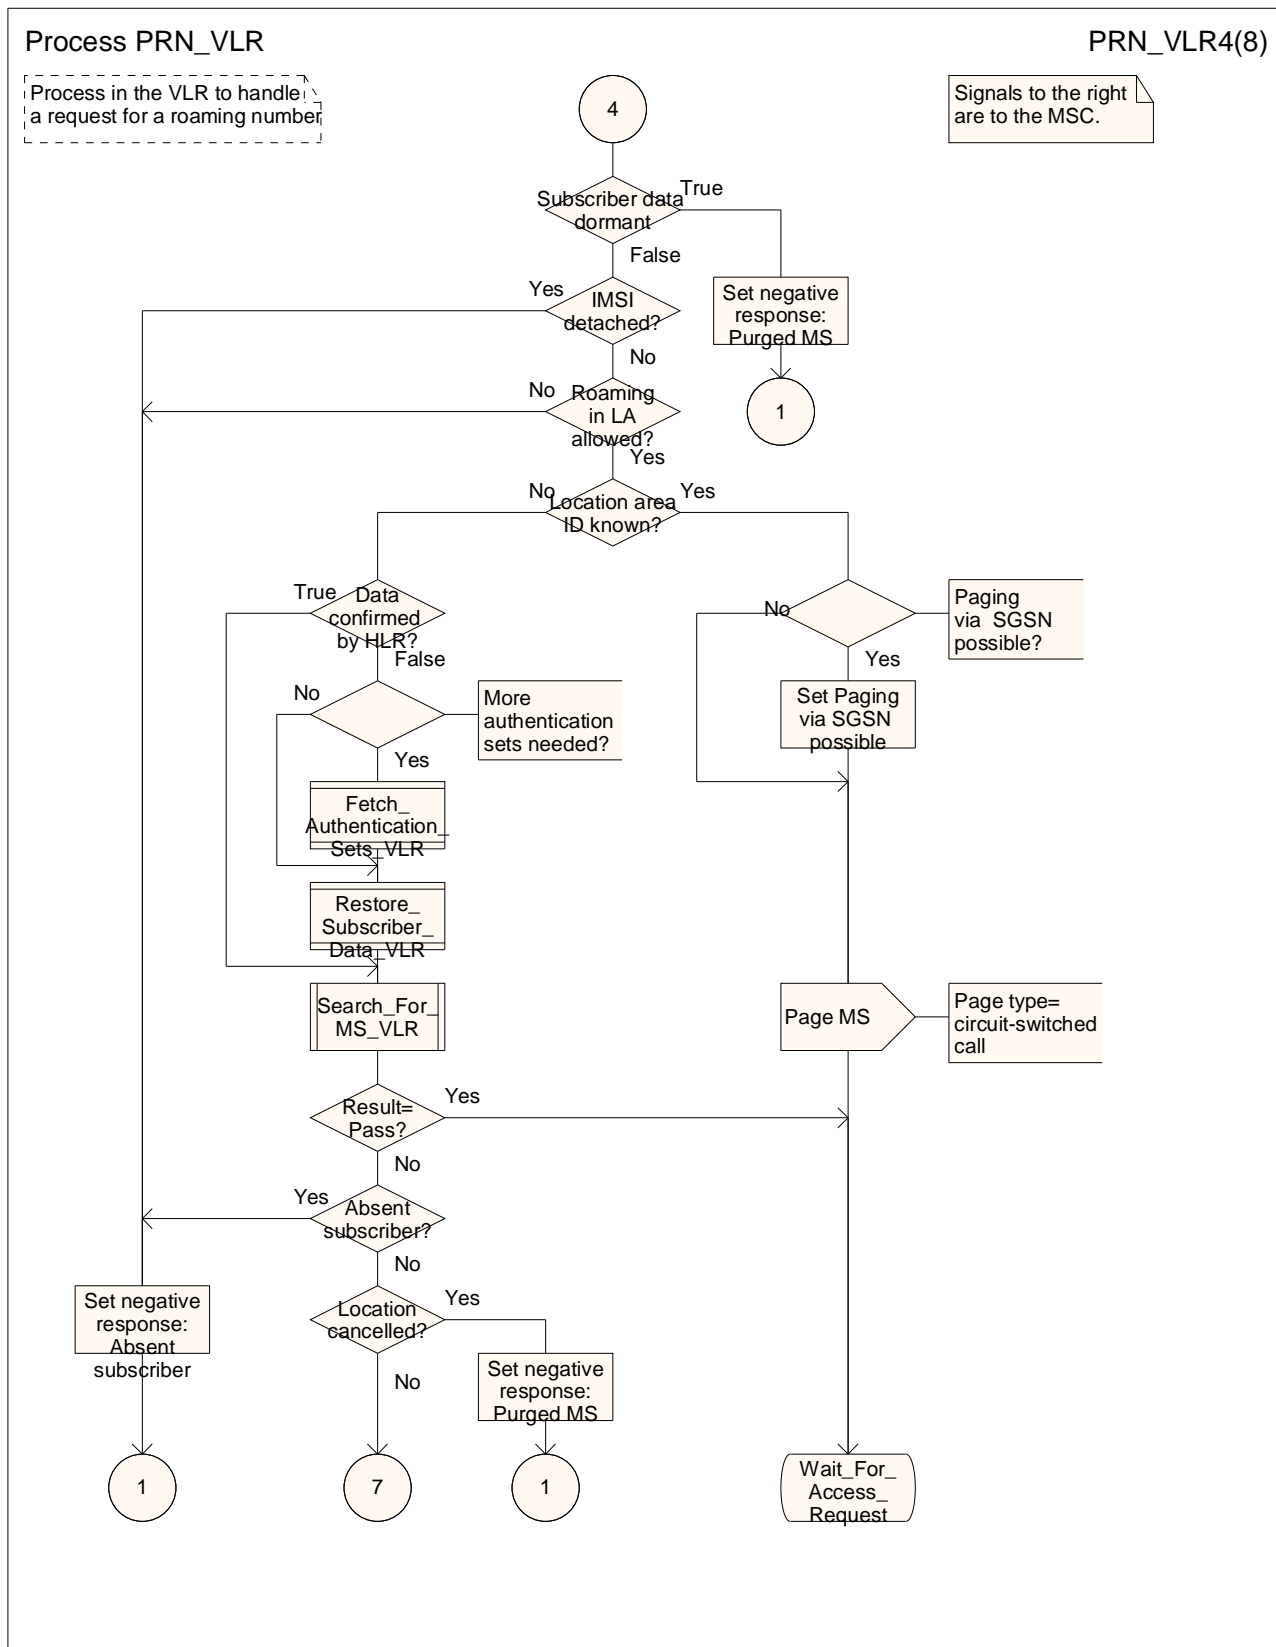 Process PRN_VLR
PRN_VLR4(8)
Process in the VLR to handle
a request for a roaming number
4
Signals to the right
are to the MSC.
Subscriber data
dormant
True
False
Yes
IMSI
detached?
Set negative
response:
Purged MS
No
No
Roaming
in LA
allowed?
1
Yes
No
Location area
ID known?
Yes
True
Data
confirmed
by HLR?
No
Paging
via SGSN
possible?
False
Yes
No
More
authentication
sets needed?
Set Paging
via SGSN
possible
Yes
Fetch_
Authentication_
Sets_VLR
Restore_
Subscriber_
Data_VLR
Search_For_
MS_VLR
Page MS
Page type=
circuit-switched
call
Result=
Pass?
Yes
No
Yes
Absent
subscriber?
No
Set negative
response:
Absent
subscriber
Location
cancelled?
Yes
No
Set negative
response:
Purged MS
1
7
1
Wait_For_
Access_
Request